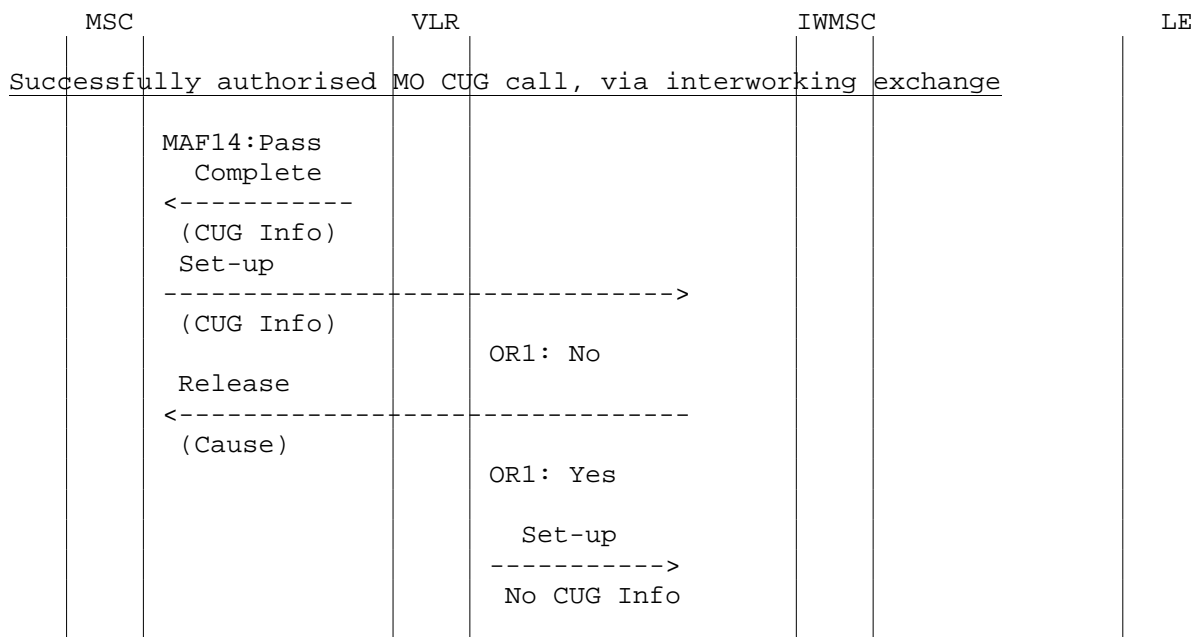 MSC VLR IWMSC LE
Successfully authorised MO CUG call, via interworking exchange
MAF14:Pass
Complete
<-----------
(CUG Info)
Set-up
-------------------------------->
(CUG Info)
OR1: No
Release
<--------------------------------
(Cause)
OR1: Yes
Set-up
----------->
No CUG Info